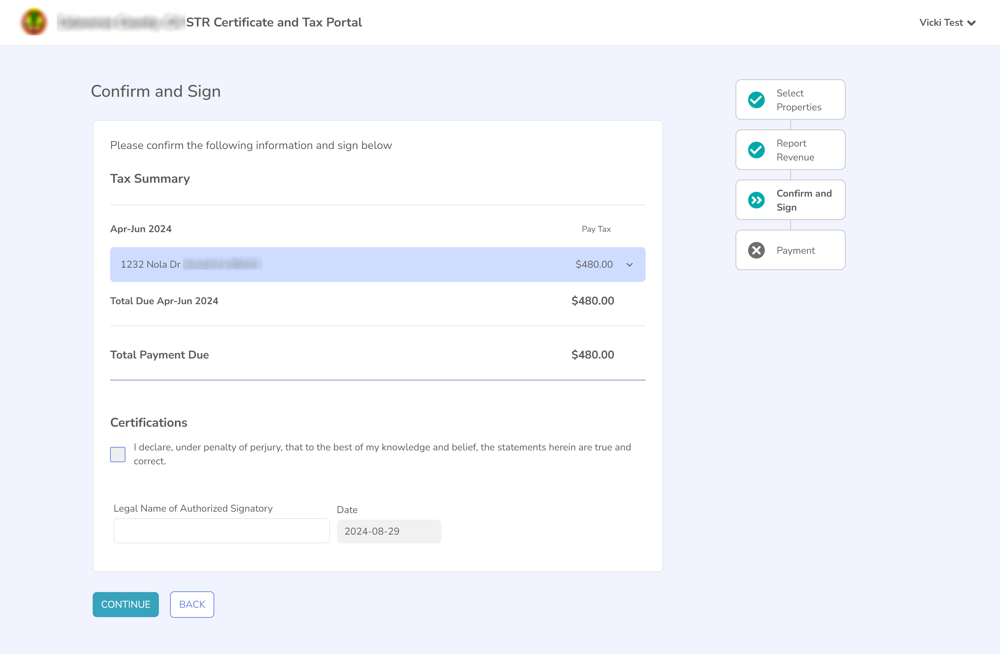 STR Certificate and Tax Portal
Vicki Test
Confirm and Sign
Please confirm the following information and sign below
Tax Summary
Apr-Jun 2024 Pay Tax
1232 Nola Dr $480.00
Total Due Apr-Jun 2024 $480.00
Total Payment Due $480.00
Certifications
I declare, under penalty of perjury, that to the best of my knowledge and belief, the statements herein are true and
correct.
Legal Name of Authorized Signatory
Date
2024-08-29
CONTINUE BACK
Select
Properties
Report
Revenue
Confirm and
Sign
Payment